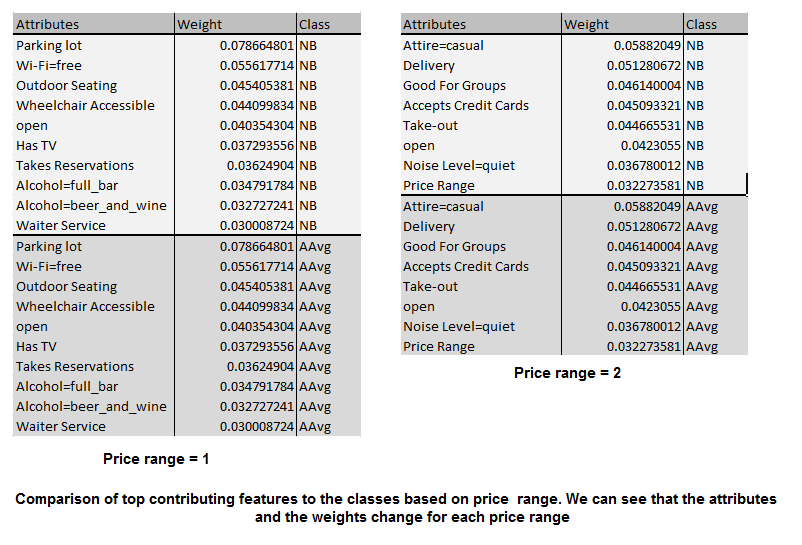 Attributes Weight Class
Parking lot 0.078664801 NB
Wi-Fi=free 0.055617714 NB
Outdoor Seating 0.045405381 NB
Wheelchair Accessible 0.044099834 NB
open 0.040354304 NB
Has TV 0.037293556 NB
Takes Reservations 0.03624904 NB
Alcohol=full_bar 0.034791784 NB
Alcohol=beer_and_wine 0.032727241 NB
Waiter Service 0.030008724 NB
Parking lot 0.078664801 AAvg
Wi-Fi=free 0.055617714 AAvg
Outdoor Seating 0.045405381 AAvg
Wheelchair Accessible 0.044099834 AAvg
open 0.040354304 AAvg
Has TV 0.037293556 AAvg
Takes Reservations 0.03624904 AAvg
Alcohol=full_bar 0.034791784 AAvg
Alcohol=beer_and_wine 0.032727241 AAvg
Waiter Service 0.030008724 AAvg
Price range = 1
Attributes Weight Class
Attire=casual 0.05882049 NB
Delivery 0.051280672 NB
Good For Groups 0.046140004 NB
Accepts Credit Cards 0.045093321 NB
Take-out 0.044665531 NB
open 0.0423055 NB
Noise Level=quiet 0.036780012 NB
Price Range 0.032273581 NB
Attire=casual 0.05882049 AAvg
Delivery 0.051280672 AAvg
Good For Groups 0.046140004 AAvg
Accepts Credit Cards 0.045093321 AAvg
Take-out 0.044665531 AAvg
open 0.0423055 AAvg
Noise Level=quiet 0.036780012 AAvg
Price Range 0.032273581 AAvg
Price range = 2
Comparison of top contributing features to the classes based on price range. We can see that the attributes
and the weights change for each price range